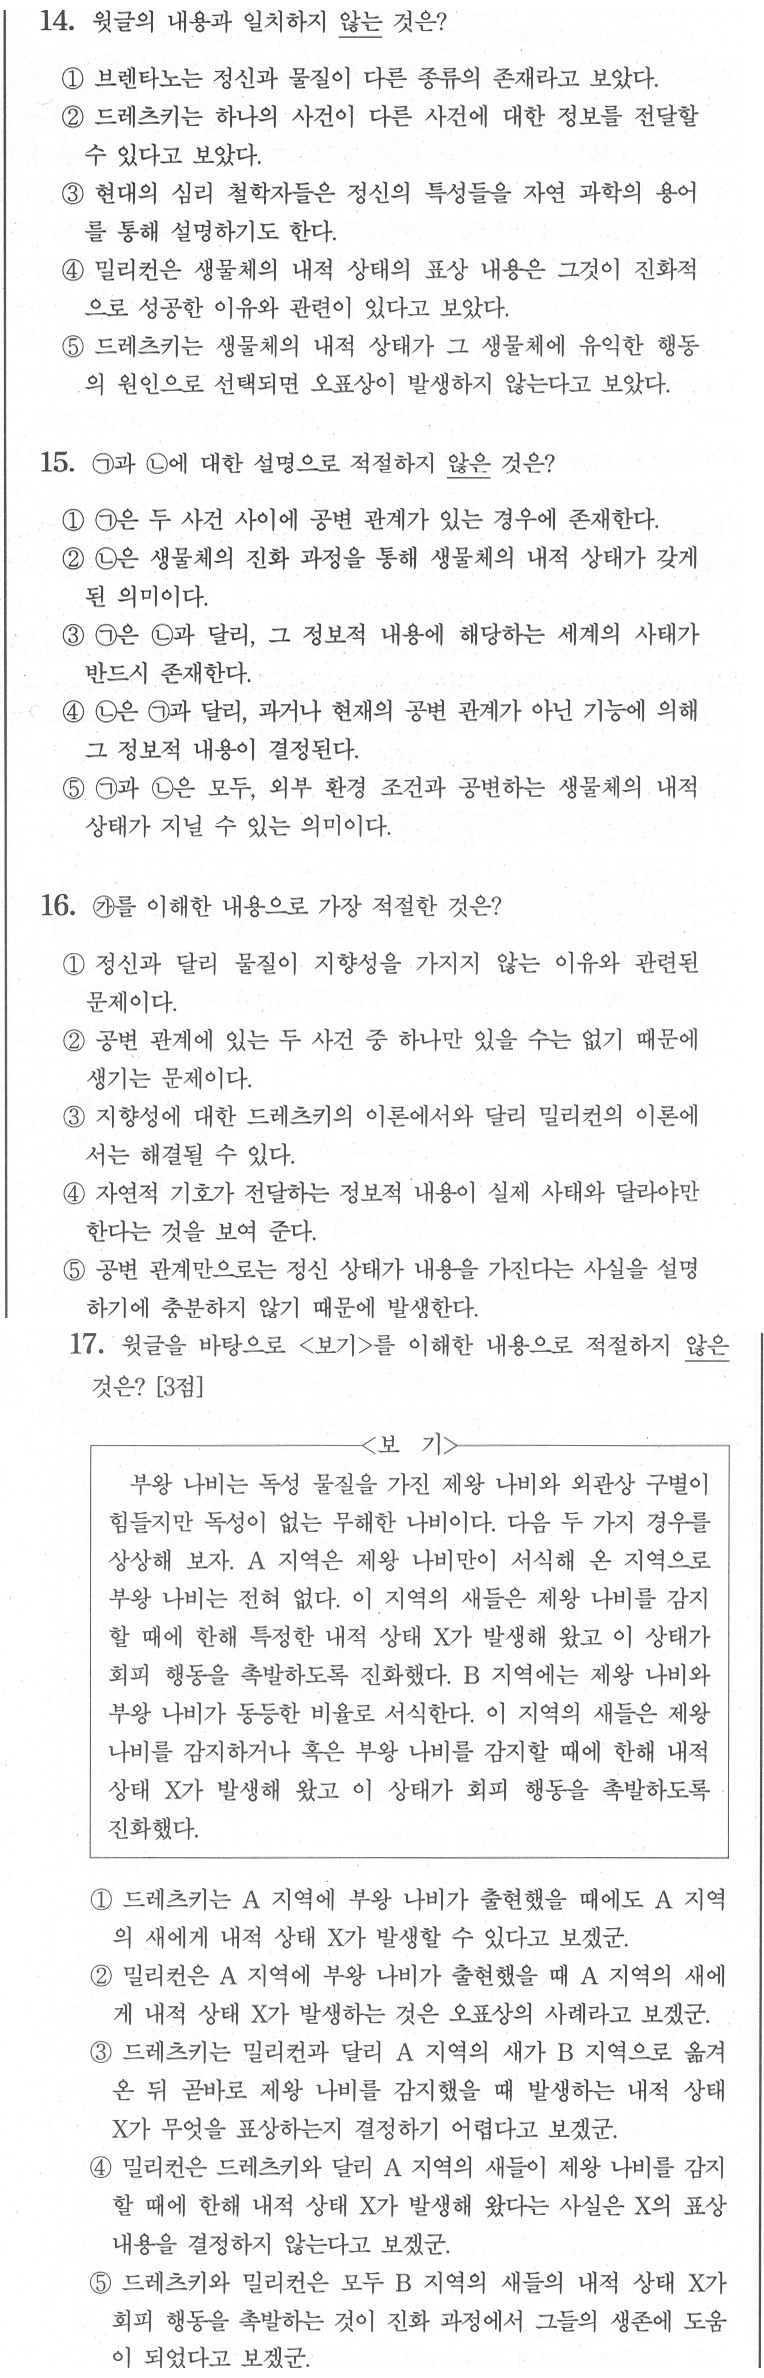 14. 윗글의 내용과 일치하지 않는 것은?
① 브렌타노는 정신과 물질이 다른 종류의 존재라고 보았다.
② 드레츠키는 하나의 사건이 다른 사건에 대한 정보를 전달할
수 있다고 보았다.
③ 현대의 심리 철학자들은 정신의 특성들을 자연 과학의 용어
를 통해 설명하기도 한다.
④ 밀리컨은 생물체의 내적 상태의 표상 내용은 그것이 진화적
으로 성공한 이유와 관련이 있다고 보았다.
⑤ 드레츠키는 생물체의 내적 상태가 그 생물체에 유익한 행동
의 원인으로 선택되면 오표상이 발생하지 않는다고 보았다.
15. ㉠과 ㉡에 대한 설명으로 적절하지 않은 것은?
① ㉠은 두 사건 사이에 공변 관계가 있는 경우에 존재한다.
② ㉡은 생물체의 진화 과정을 통해 생물체의 내적 상태가 갖게
된 의미이다.
③ ㉠은 ㉡과 달리, 그 정보적 내용에 해당하는 세계의 사태가
반드시 존재한다.
④ ㉡은 ㉠과 달리, 과거나 현재의 공변 관계가 아닌 기능에 의해
그 정보적 내용이 결정된다.
⑤ ㉠과 ㉡은 모두, 외부 환경 조건과 공변하는 생물체의 내적
상태가 지닐 수 있는 의미이다.
16. ㉮를 이해한 내용으로 가장 적절한 것은?
① 정신과 달리 물질이 지향성을 가지지 않는 이유와 관련된
문제이다.
② 공변 관계에 있는 두 사건 중 하나만 있을 수는 없기 때문에
생기는 문제이다.
③ 지향성에 대한 드레츠키의 이론에서와 달리 밀리컨의 이론에
서는 해결될 수 있다.
④ 자연적 기호가 전달하는 정보적 내용이 실제 사태와 달라야만
한다는 것을 보여 준다.
⑤ 공변 관계만으로는 정신 상태가 내용을 가진다는 사실을 설명
하기에 충분하지 않기 때문에 발생한다.
17. 윗글을 바탕으로 <보기>를 이해한 내용으로 적절하지 않은
것은? [3점]
<보 기>
부왕 나비는 독성 물질을 가진 제왕 나비와 외관상 구별이
힘들지만 독성이 없는 무해한 나비이다. 다음 두 가지 경우를
상상해 보자. A 지역은 제왕 나비만이 서식해 온 지역으로
부왕 나비는 전혀 없다. 이 지역의 새들은 제왕 나비를 감지
할 때에 한해 특정한 내적 상태 X가 발생해 왔고 이 상태가
회피 행동을 촉발하도록 진화했다. B 지역에는 제왕 나비와
부왕 나비가 동등한 비율로 서식한다. 이 지역의 새들은 제왕
나비를 감지하거나 혹은 부왕 나비를 감지할 때에 한해 내적
상태 X가 발생해 왔고 이 상태가 회피 행동을 촉발하도록
진화했다.
① 드레츠키는 A 지역에 부왕 나비가 출현했을 때에도 A 지역
의 새에게 내적 상태 X가 발생할 수 있다고 보겠군.
② 밀리컨은 A 지역에 부왕 나비가 출현했을 때 A 지역의 새에
게 내적 상태 X가 발생하는 것은 오표상의 사례라고 보겠군.
③ 드레츠키는 밀리컨과 달리 A 지역의 새가 B 지역으로 옮겨
온 뒤 곧바로 제왕 나비를 감지했을 때 발생하는 내적 상태
X가 무엇을 표상하는지 결정하기 어렵다고 보겠군.
④ 밀리컨은 드레츠키와 달리 A 지역의 새들이 제왕 나비를 감지
할 때에 한해 내적 상태 X가 발생해 왔다는 사실은 X의 표상
내용을 결정하지 않는다고 보겠군.
⑤ 드레츠키와 밀리컨은 모두 B 지역의 새들의 내적 상태 X가
회피 행동을 촉발하는 것이 진화 과정에서 그들의 생존에 도움
이 되었다고 보겠군.